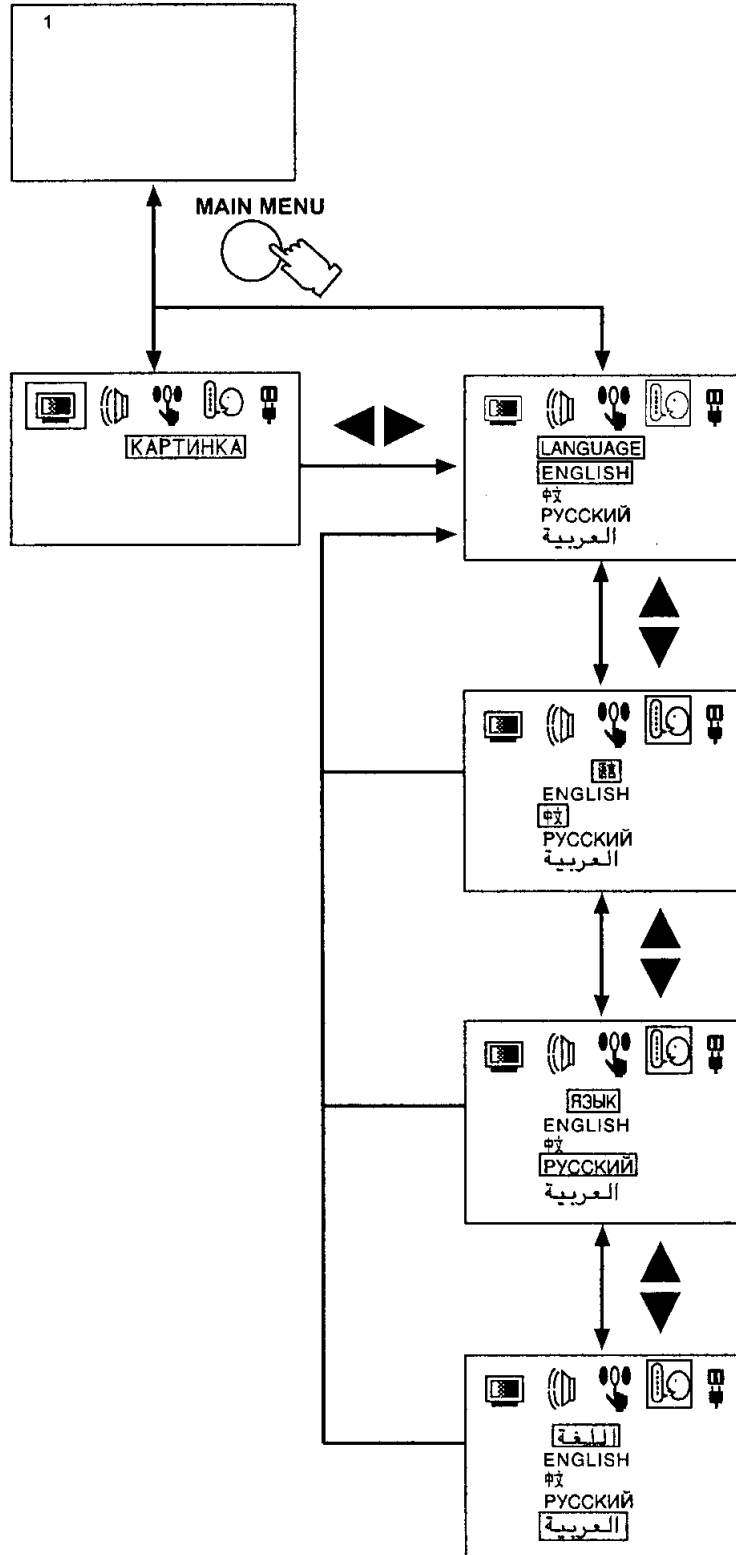 1
MAIN MENU
КАРТИНКА
LANGUAGE
ENGLISH
中文
РУССКИЙ
العربية
ENGLISH
中文
РУССКИЙ
العربية
ЯЗЫК
ENGLISH
中文
РУССКИЙ
العربية
اللغة
ENGLISH
中文
РУССКИЙ
العربية